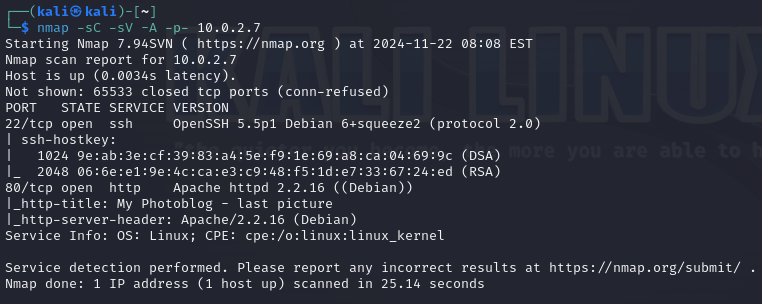 ┌──(kali㉿kali)-[~]
└─$ nmap -sC -sV -A -p- 10.0.2.7
Starting Nmap 7.94SVN ( https://nmap.org ) at 2024-11-22 08:08 EST
Nmap scan report for 10.0.2.7
Host is up (0.0034s latency).
Not shown: 65533 closed tcp ports (conn-refused)
PORT   STATE SERVICE VERSION
22/tcp open  ssh     OpenSSH 5.5p1 Debian 6+squeeze2 (protocol 2.0)
| ssh-hostkey:
|   1024 9e:ab:3e:cf:39:83:a4:5e:f9:1e:69:a8:ca:04:69:9c (DSA)
|_  2048 06:6e:e1:9e:4c:ca:e3:c9:48:f5:1d:e7:33:67:24:ed (RSA)
80/tcp open  http    Apache httpd 2.2.16 ((Debian))
|_http-title: My Photoblog - last picture
|_http-server-header: Apache/2.2.16 (Debian)
Service Info: OS: Linux; CPE: cpe:/o:linux:linux_kernel

Service detection performed. Please report any incorrect results at https://nmap.org/submit/ .
Nmap done: 1 IP address (1 host up) scanned in 25.14 seconds
KALI LINUX